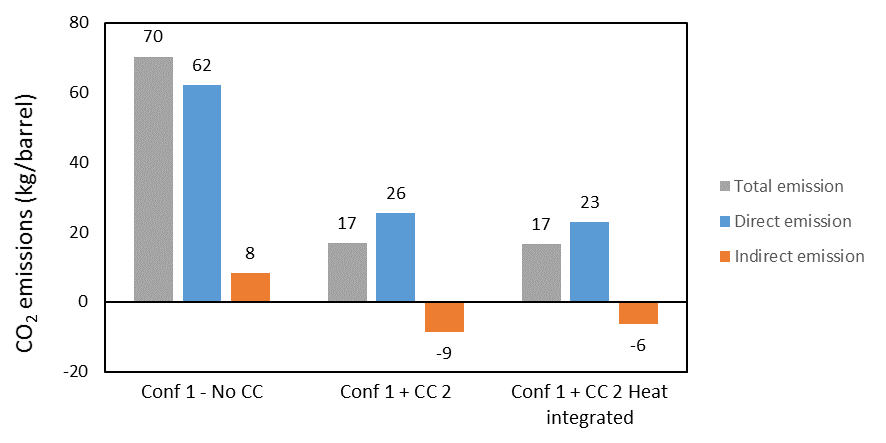 80
60
40
20
0
-20
CO2 emissions (kg/barrel)
70
62
8
17
26
-9
17
23
-6
Conf 1 - No CC
Conf 1 + CC 2
Conf 1 + CC 2 Heat
integrated
Total emission
Direct emission
Indirect emission